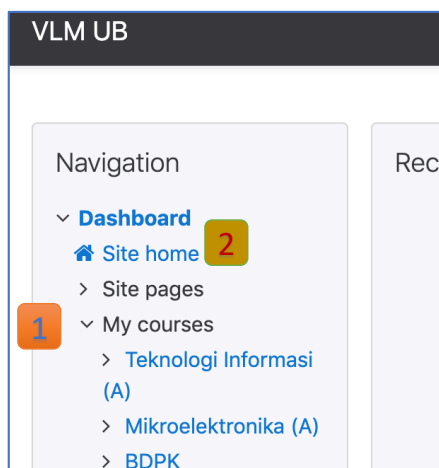 VLM UB
Navigation
Rec
Dashboard
Site home
2
Site pages
1
My courses
Teknologi Informasi
(A)
Mikroelektronika (A)
BDPK